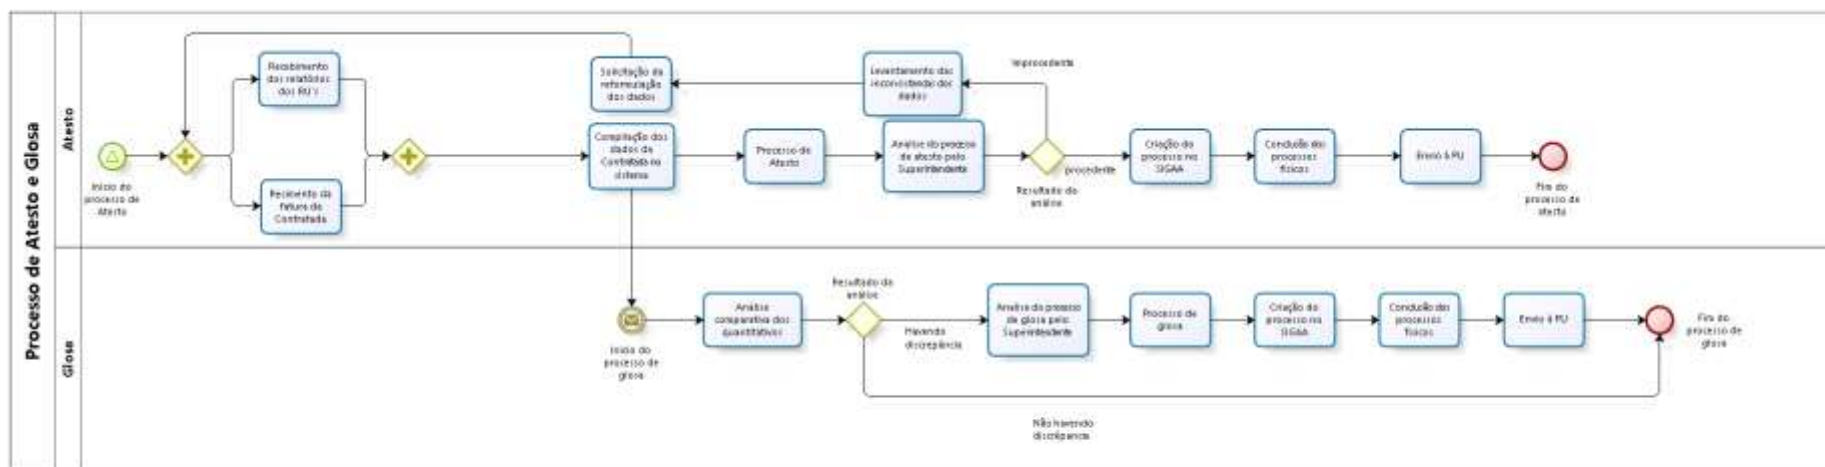 Processo de Atesto e Glosa
Atesto
Glosa
Início do
processo de
Atesto
Recebimento
dos relatórios
dos RU's
Recimento da
fatura da
Contratada
Solicitação da
reformulação
dos dados
Compilação dos
dados da
Contratada no
sistema
Processo de
Atesto
Levantamento das
inconsistencias dos
dados
Análise do processo
de atesto pelo
Superintendente
Improcedente
procedente
Resultado da
análise
Criação do
processo no
SIGAA
Conclusão dos
processos
físicos
Envio à PU
Fim do
processo de
atesto
Início do
processo de
glosa
Análise
comparativa dos
quantitativos
Resultado da
análise
Havendo
discrepância
Análise do processo
de glosa pelo
Superintendente
Processo de
glosa
Criação do
processo no
SIGAA
Conclusão dos
processos
físicos
Envio à PU
Fim do
processo de
glosa
Não havendo
discrêpancia